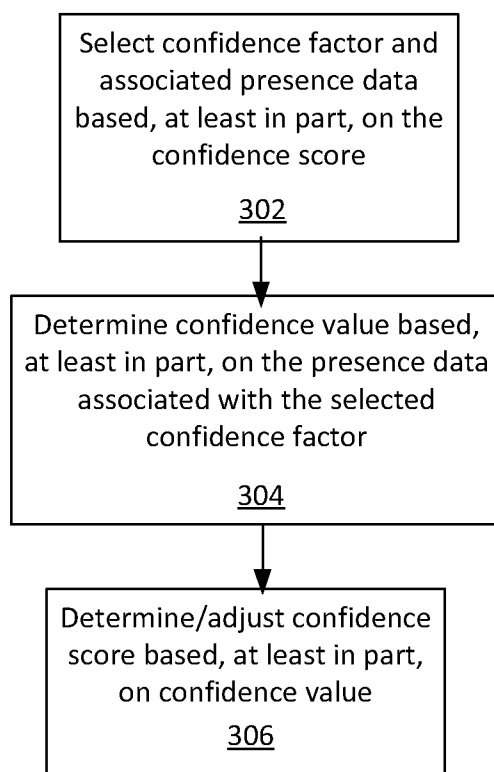 Select confidence factor and
associated presence data
based, at least in part, on the
confidence score
302
Determine confidence value based,
at least in part, on the presence data
associated with the selected
confidence factor
304
Determine/adjust confidence
score based, at least in part,
on confidence value
306